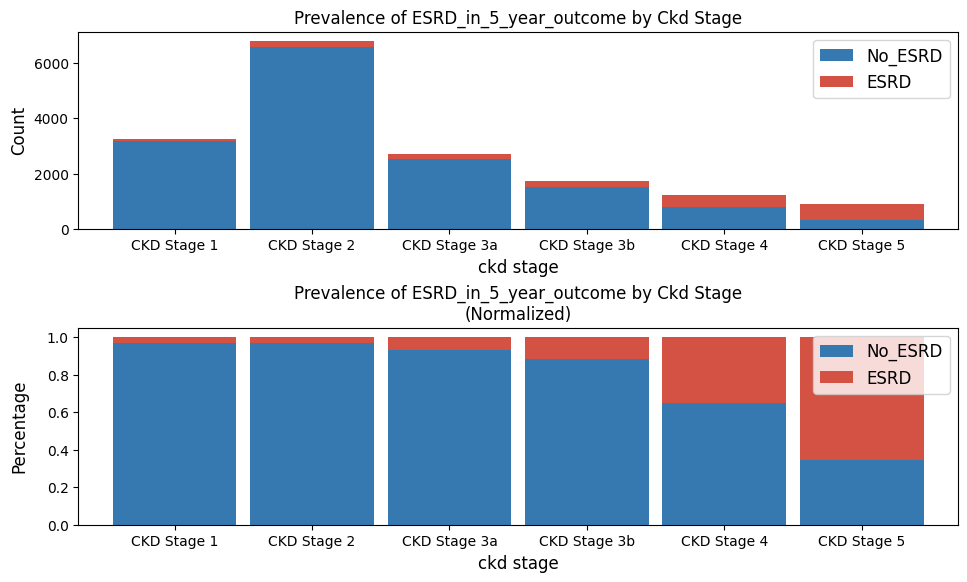 Prevalence of ESRD_in_5_year_outcome by Ckd Stage
Count
6000
4000
2000
0
No_ESRD
ESRD
CKD Stage 1
CKD Stage 2
CKD Stage 3a
CKD Stage 3b
CKD Stage 4
CKD Stage 5
ckd stage
Prevalence of ESRD_in_5_year_outcome by Ckd Stage
(Normalized)
Percentage
1.0
0.8
0.6
0.4
0.2
0.0
No_ESRD
ESRD
CKD Stage 1
CKD Stage 2
CKD Stage 3a
CKD Stage 3b
CKD Stage 4
CKD Stage 5
ckd stage